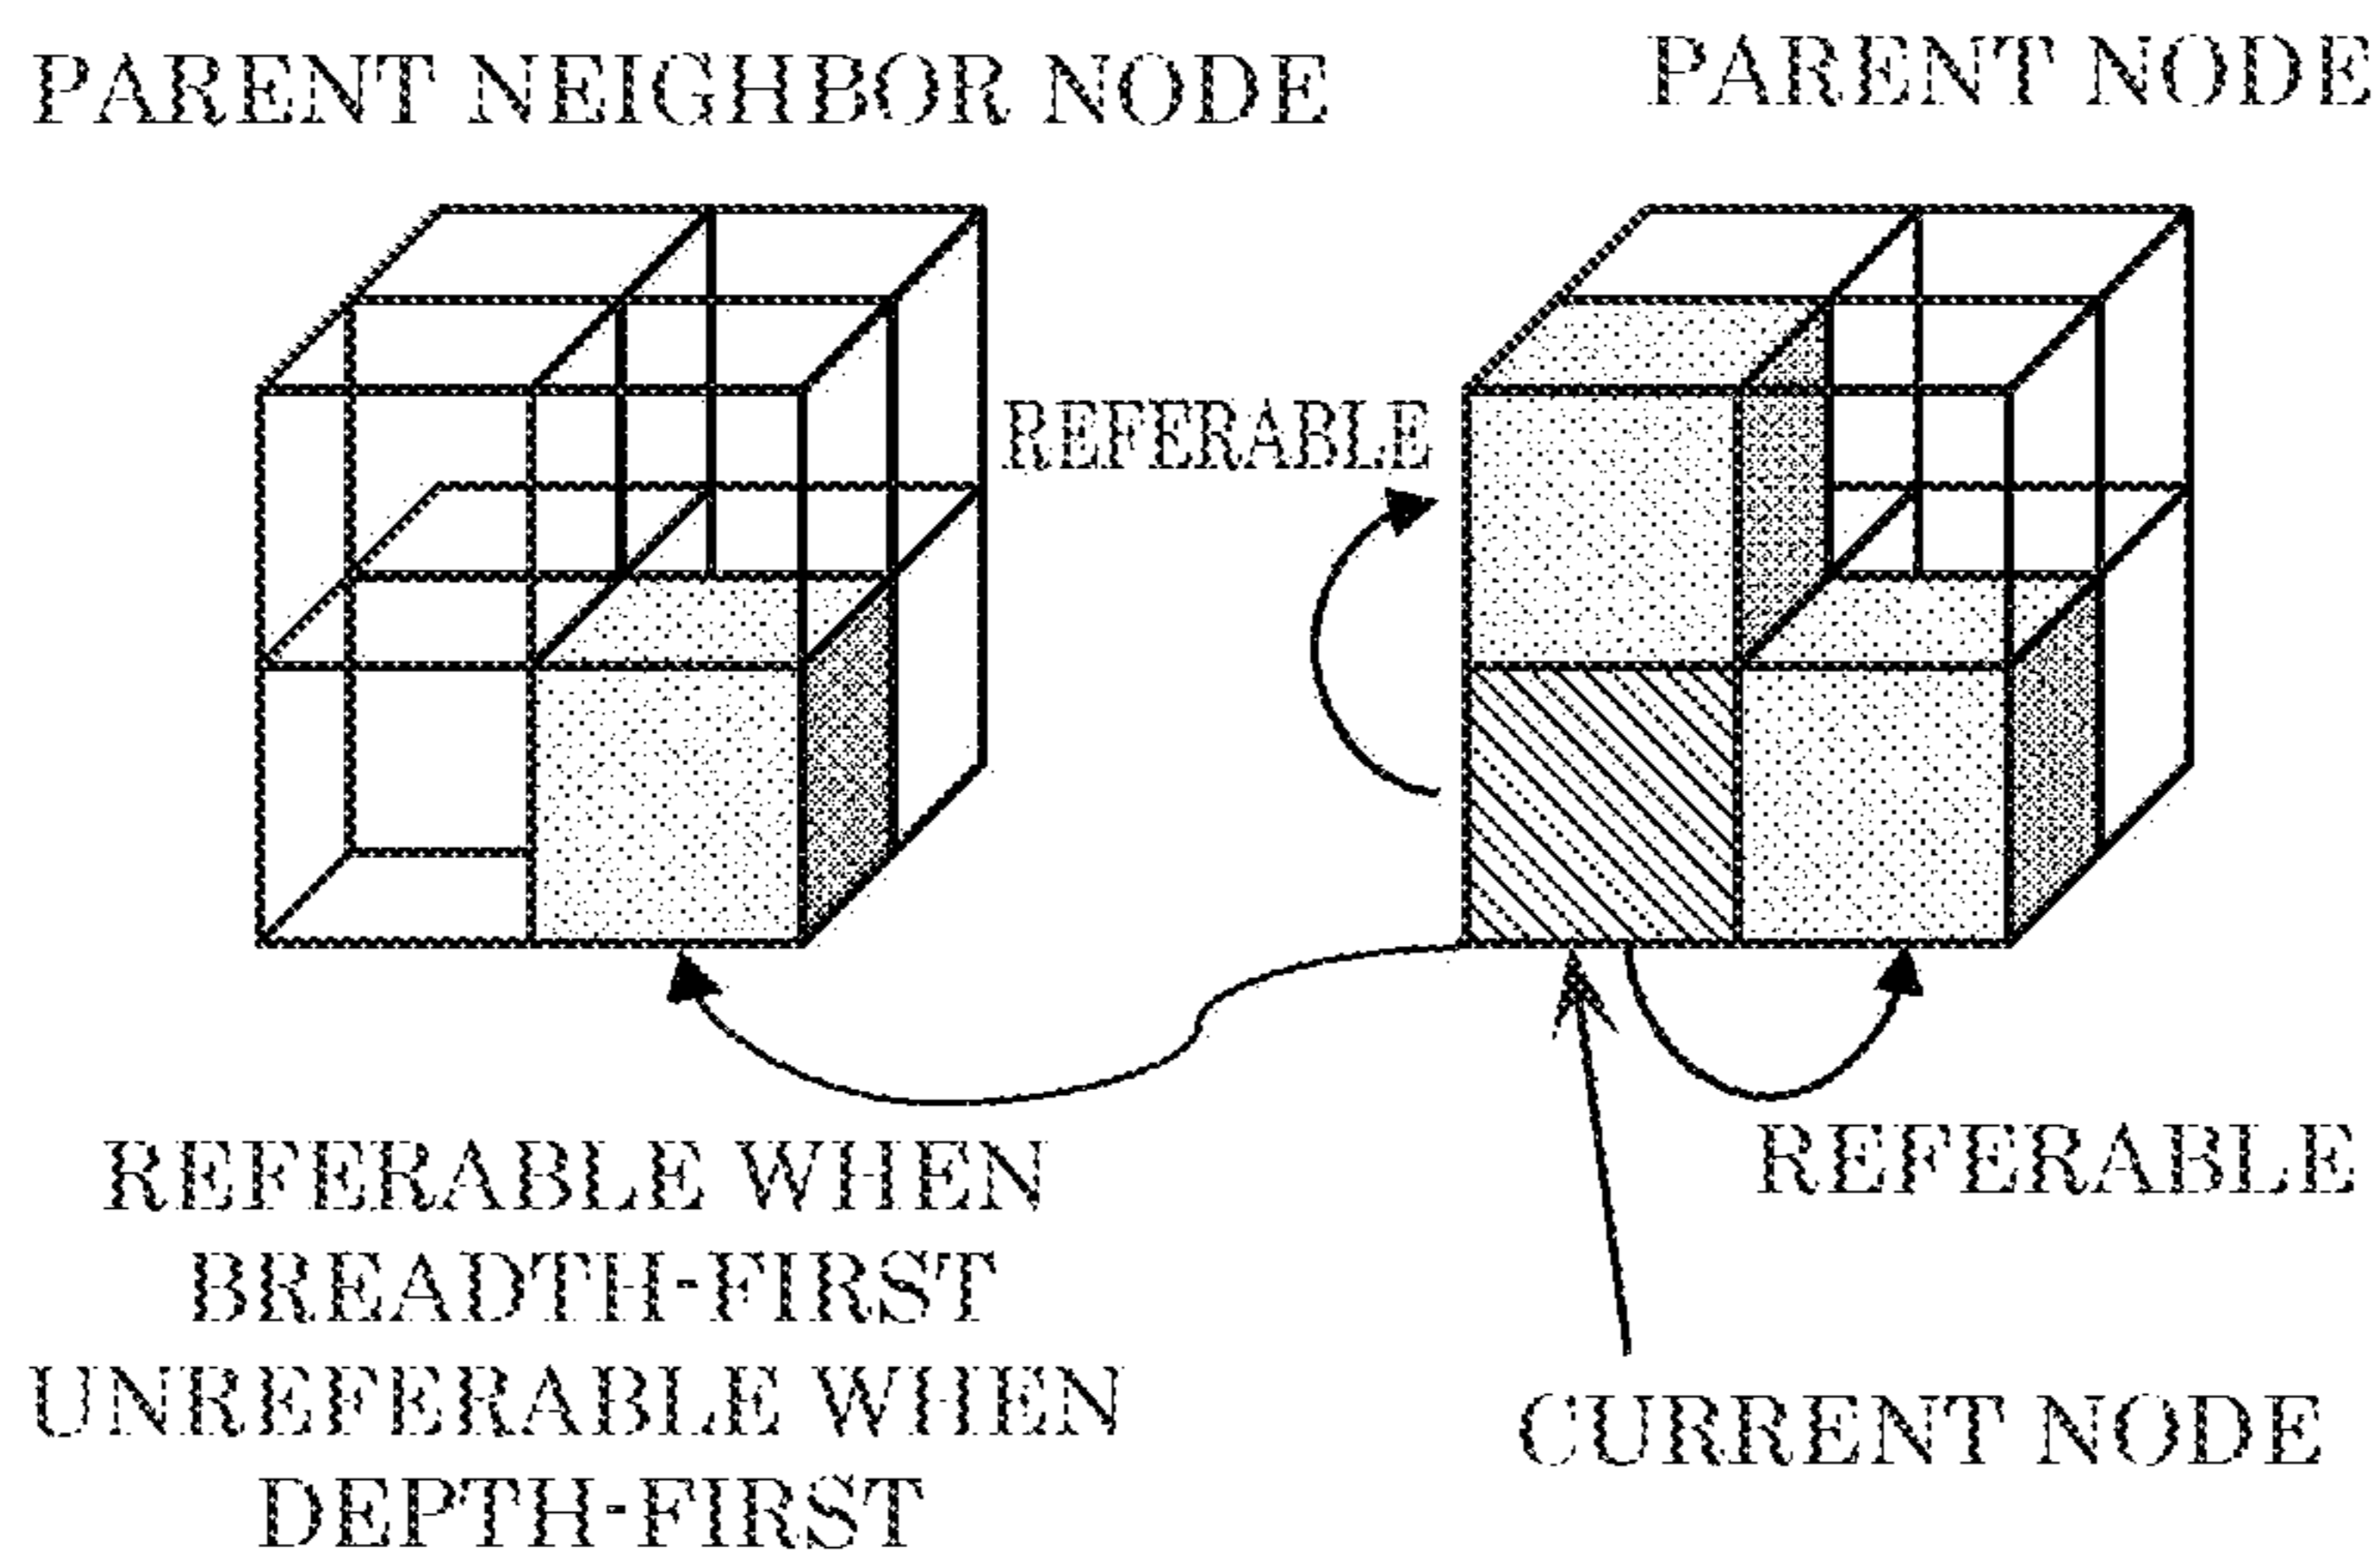 PARENT NEIGHBOR NODE
PARENT NODE
REFERABLE
REFERABLE WHEN
BREADTH-FIRST
UNREFERABLE WHEN
DEPTH-FIRST
REFERABLE
CURRENT NODE